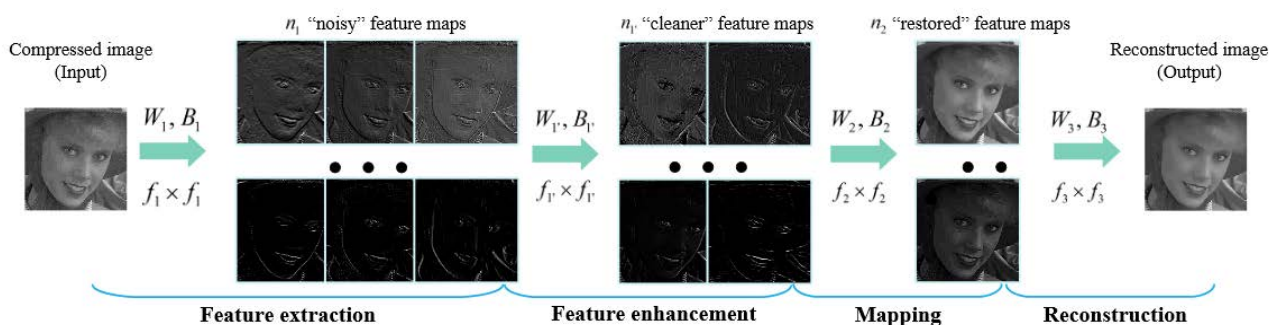 Compressed image
(Input)
n₁ “noisy” feature maps
n₁' “cleaner” feature maps
n₂ “restored” feature maps
Reconstructed image
(Output)
W₁, B₁
f₁ × f₁
W₁', B₁'
f₁' × f₁'
W₂, B₂
f₂ × f₂
W₃, B₃
f₃ × f₃
Feature extraction
Feature enhancement
Mapping
Reconstruction